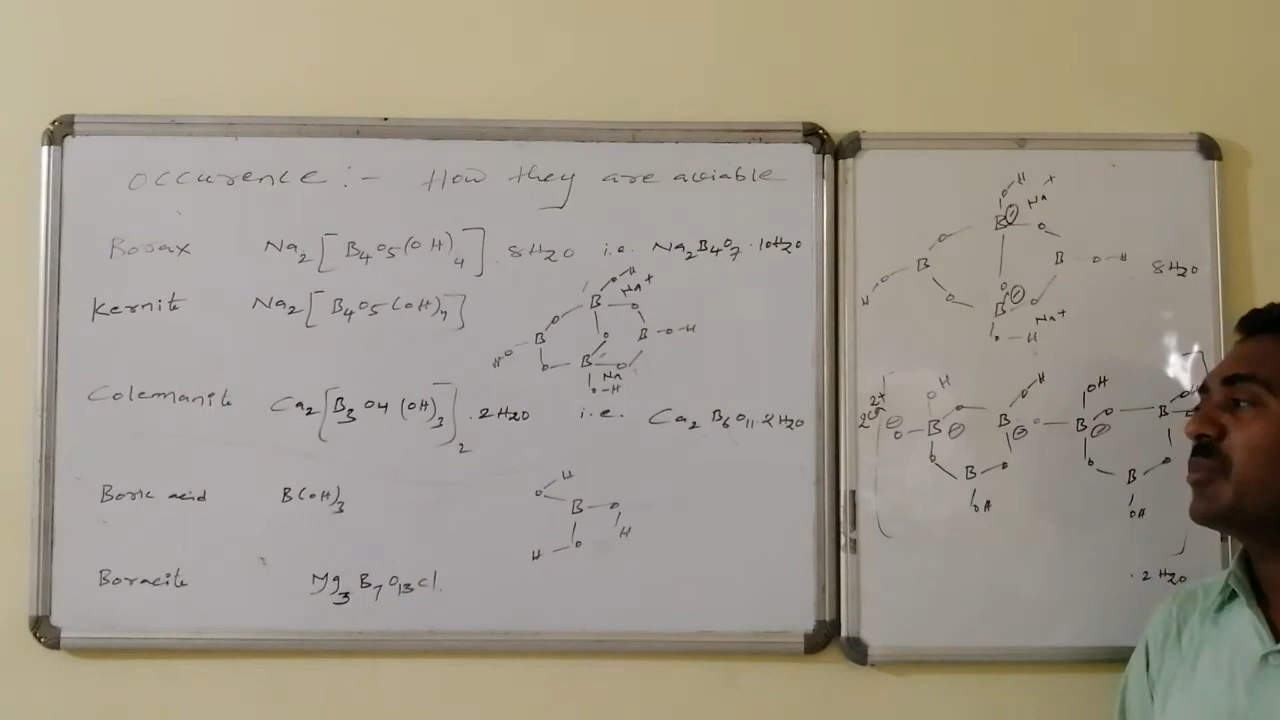 Occurence :- How they are aviable
Borax Na₂[B₄O₅(OH)₄] 8H₂O i.e. Na₂B₄O₇·10H₂O
Kernite Na₂[B₄O₅(OH)₄]
Colemanite Ca₂[B₃O₄(OH)₃]₂·2H₂O i.e. Ca₂B₆O₁₁·2H₂O
Boric acid B(OH)₃
Boracite Mg₃B₇O₁₃Cl.
8H₂O
·2H₂O